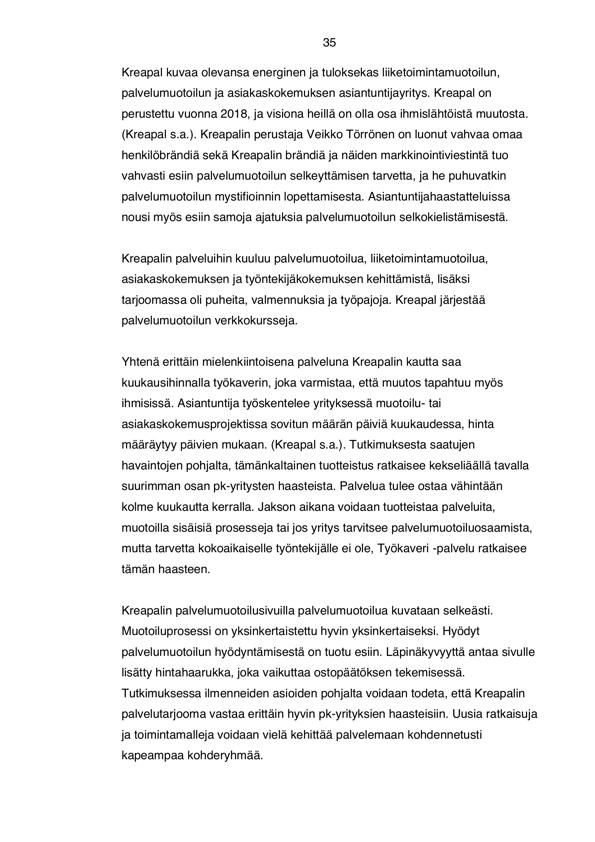 35
Kreapal kuvaa olevansa energinen ja tuloksekas liiketoimintamuotoilun,
palvelumuotoilun ja asiakaskokemuksen asiantuntijayritys. Kreapal on
perustettu vuonna 2018, ja visiona heillä on olla osa ihmislähtöistä muutosta.
(Kreapal s.a.). Kreapalin perustaja Veikko Törrönen on luonut vahvaa omaa
henkilöbrändiä sekä Kreapalin brändiä ja näiden markkinointiviestintä tuo
vahvasti esiin palvelumuotoilun selkeyttämisen tarvetta, ja he puhuvatkin
palvelumuotoilun mystifioinnin lopettamisesta. Asiantuntijahaastatteluissa
nousi myös esiin samoja ajatuksia palvelumuotoilun selkokielistämisestä.
Kreapalin palveluihin kuuluu palvelumuotoilua, liiketoimintamuotoilua,
asiakaskokemuksen ja työntekijäkokemuksen kehittämistä, lisäksi
tarjoomassa oli puheita, valmennuksia ja työpajoja. Kreapal järjestää
palvelumuotoilun verkkokursseja.
Yhtenä erittäin mielenkiintoisena palveluna Kreapalin kautta saa
kuukausihinnalla työkaverin, joka varmistaa, että muutos tapahtuu myös
ihmisissä. Asiantuntija työskentelee yrityksessä muotoilu- tai
asiakaskokemusprojektissa sovitun määrän päiviä kuukaudessa, hinta
määräytyy päivien mukaan. (Kreapal s.a.). Tutkimuksesta saatujen
havaintojen pohjalta, tämänkaltainen tuotteistus ratkaisee kekseliäällä tavalla
suurimman osan pk-yritysten haasteista. Palvelua tulee ostaa vähintään
kolme kuukautta kerralla. Jakson aikana voidaan tuotteistaa palveluita,
muotoilla sisäisiä prosesseja tai jos yritys tarvitsee palvelumuotoiluosaamista,
mutta tarvetta kokoaikaiselle työntekijälle ei ole, Työkaveri -palvelu ratkaisee
tämän haasteen.
Kreapalin palvelumuotoilusivuilla palvelumuotoilua kuvataan selkeästi.
Muotoiluprosessi on yksinkertaistettu hyvin yksinkertaiseksi. Hyödyt
palvelumuotoilun hyödyntämisestä on tuotu esiin. Läpinäkyvyyttä antaa sivulle
lisätty hintahaarukka, joka vaikuttaa ostopäätöksen tekemisessä.
Tutkimuksessa ilmenneiden asioiden pohjalta voidaan todeta, että Kreapalin
palvelutarjooma vastaa erittäin hyvin pk-yrityksien haasteisiin. Uusia ratkaisuja
ja toimintamalleja voidaan vielä kehittää palvelemaan kohdennetusti
kapeampaa kohderyhmää.